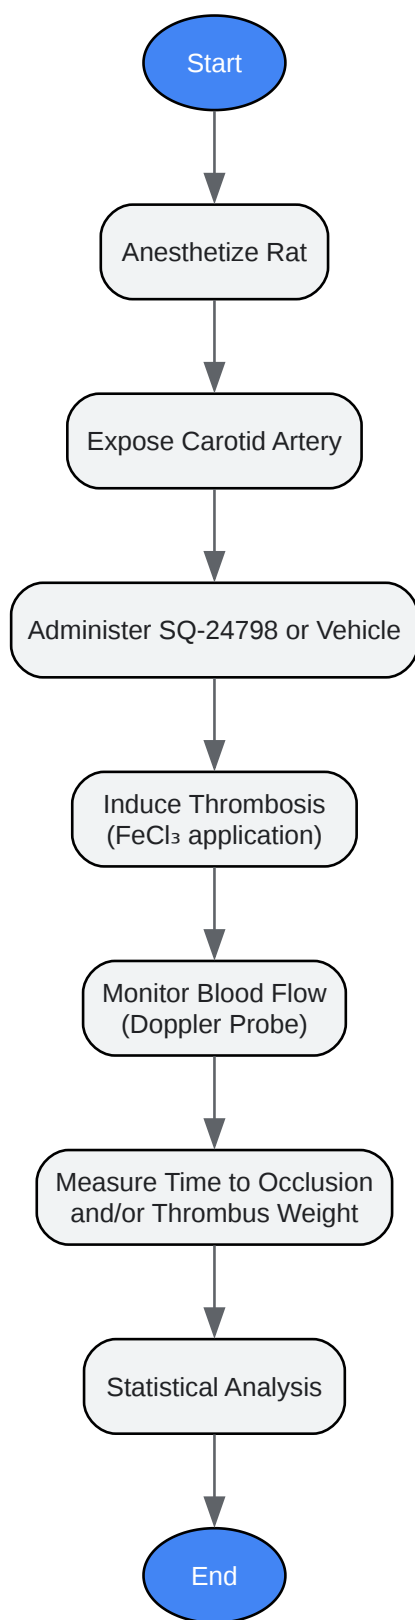 Start
Anesthetize Rat
Expose Carotid Artery
Administer SQ-24798 or Vehicle
Induce Thrombosis
(FeCl₃ application)
Monitor Blood Flow
(Doppler Probe)
Measure Time to Occlusion
and/or Thrombus Weight
Statistical Analysis
End